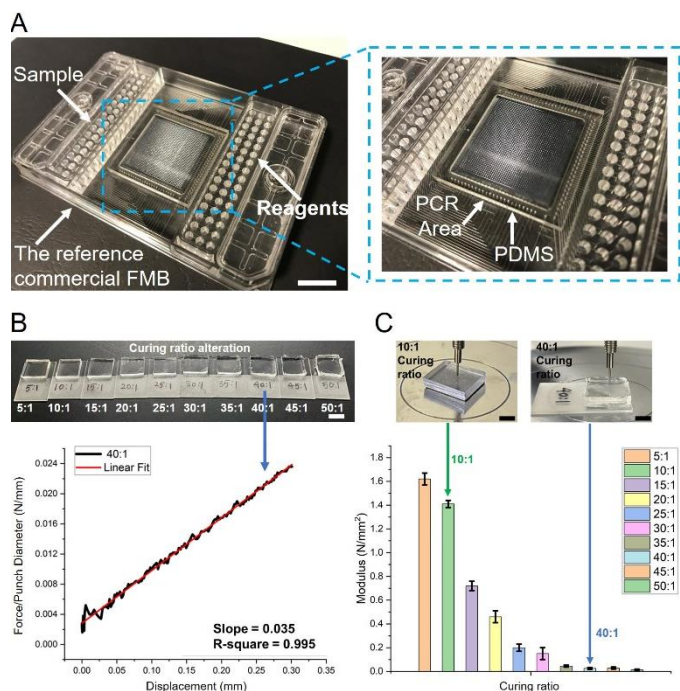 A
Sample
Reagents
The reference
commercial FMB
PCR
Area
PDMS
B
Curing ratio alteration
5:1 10:1 15:1 20:1 25:1 30:1 35:1 40:1 45:1 50:1
5:1 10:1 15:1 20:1 25:1 30:1 35:1 40:1 45:1 50:1
40:1
Linear Fit
Force/Punch Diameter (N/mm)
0.024
0.020
0.016
0.012
0.008
0.004
0.000
Slope = 0.035
R-square = 0.995
0.00 0.05 0.10 0.15 0.20 0.25 0.30
Displacement (mm)
C
10:1
Curing
ratio
40:1
Curing
ratio
10:1
40:1
Modulus (N/mm²)
1.8
1.6
1.4
1.2
1.0
0.8
0.6
0.4
0.2
0.0
5:1
10:1
15:1
20:1
25:1
30:1
35:1
40:1
45:1
50:1
Curing ratio